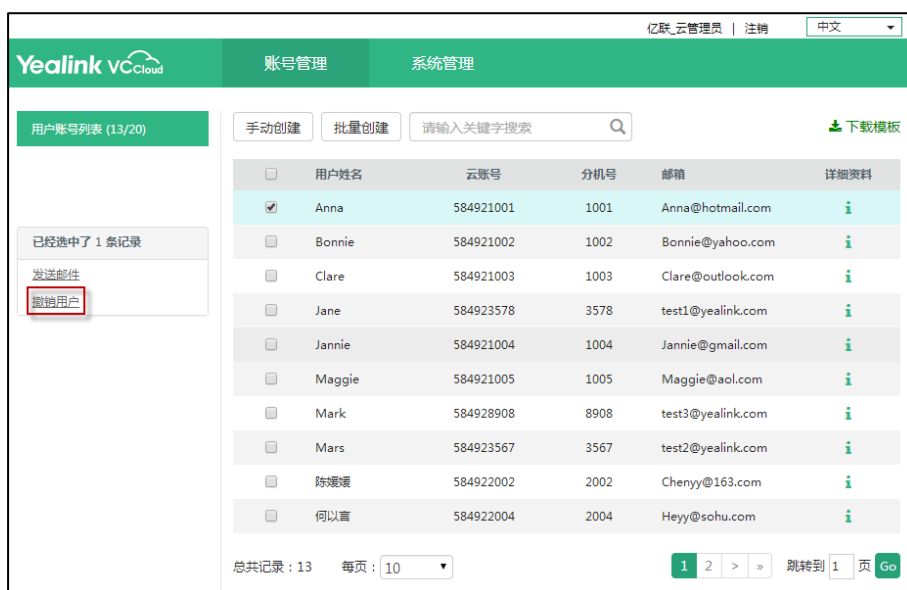 亿联_云管理员 | 注销 中文
Yealink VCCloud 账号管理 系统管理
用户账号列表 (13/20) 手动创建 批量创建 请输入关键字搜索 下载模板
用户姓名 云账号 分机号 邮箱 详细资料
Anna 584921001 1001 Anna@hotmail.com
已经选中了 1 条记录 Bonnie 584921002 1002 Bonnie@yahoo.com
发送邮件 Clare 584921003 1003 Clare@outlook.com
撤销用户 Jane 584923578 3578 test1@yealink.com
Jannie 584921004 1004 Jannie@gmail.com
Maggie 584921005 1005 Maggie@aol.com
Mark 584928908 8908 test3@yealink.com
Mars 584923567 3567 test2@yealink.com
陈媛媛 584922002 2002 Chenyy@163.com
何以言 584922004 2004 Heyy@sohu.com
总共记录：13 每页：10 1 2 > » 跳转到 1 页 Go